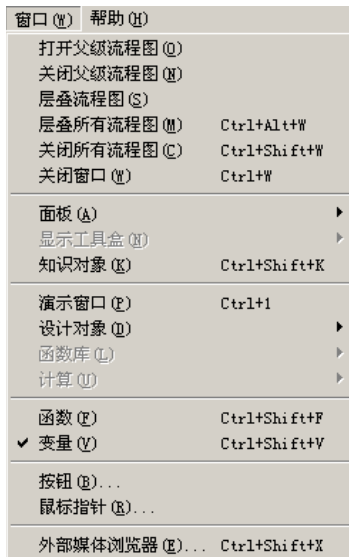 窗口(W) 帮助(H)
打开父级流程图(O)
关闭父级流程图(N)
层叠流程图(S)
层叠所有流程图(M) Ctrl+Alt+W
关闭所有流程图(C) Ctrl+Shift+W
关闭窗口(W) Ctrl+W
面板(A)
显示工具盒(N)
知识对象(K) Ctrl+Shift+K
演示窗口(P) Ctrl+1
设计对象(D)
函数库(L)
计算(U)
函数(F) Ctrl+Shift+F
变量(V) Ctrl+Shift+V
按钮(B)...
鼠标指针(R)...
外部媒体浏览器(E)... Ctrl+Shift+X